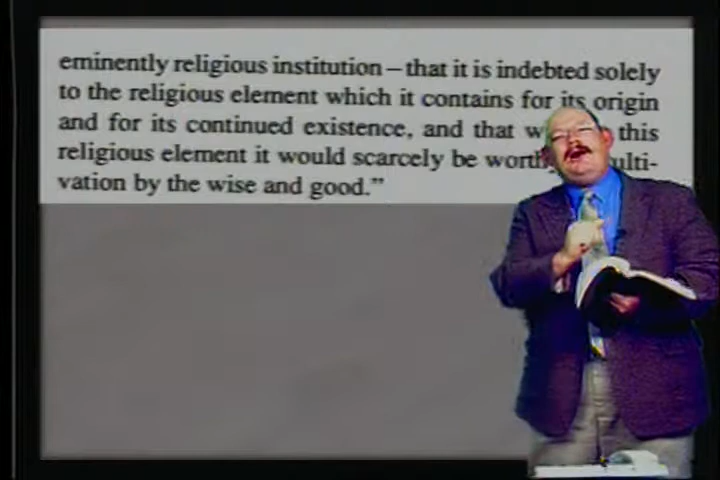 eminently religious institution – that it is indebted solely
to the religious element which it contains for its origin
and for its continued existence, and that w this
religious element it would scarcely be worth ulti-
vation by the wise and good.”